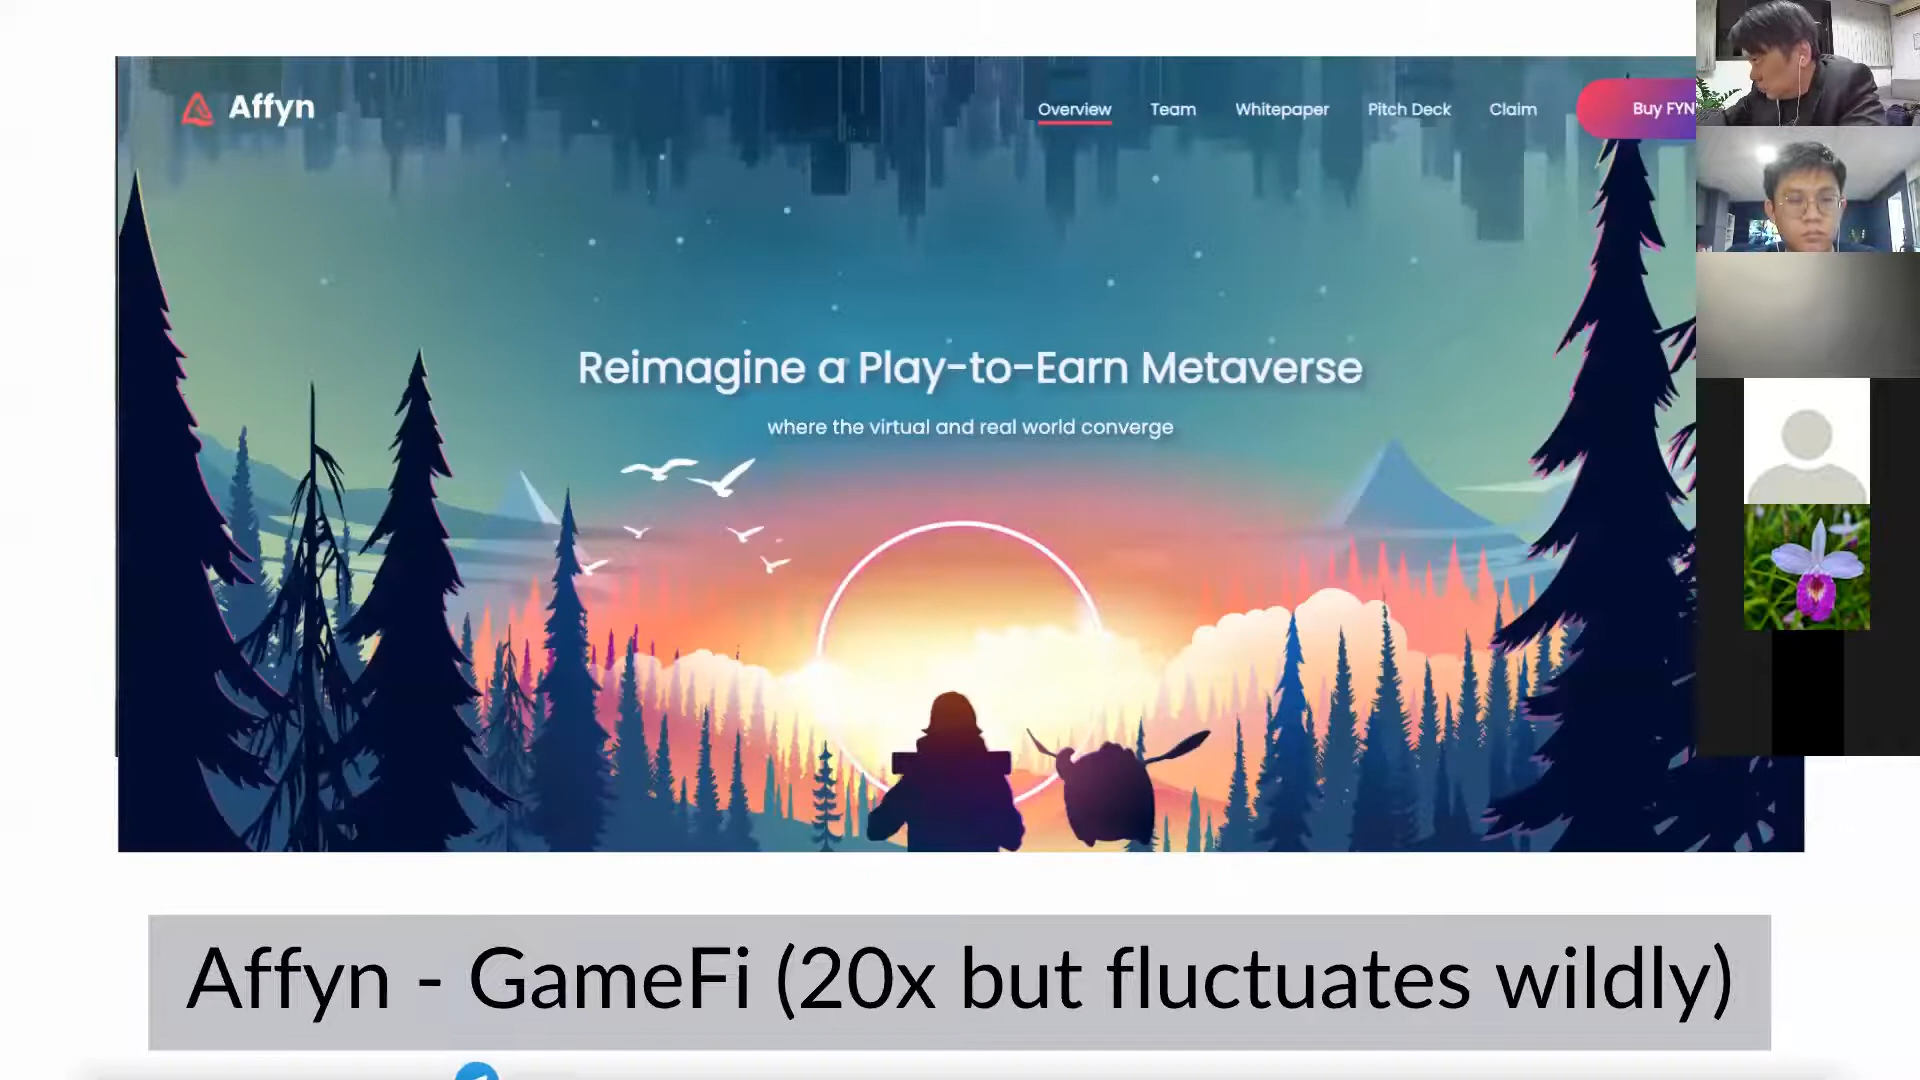 Affyn
Overview Team Whitepaper Pitch Deck Claim Buy FYN
Reimagine a Play-to-Earn Metaverse
where the virtual and real world converge
Affyn - GameFi (20x but fluctuates wildly)